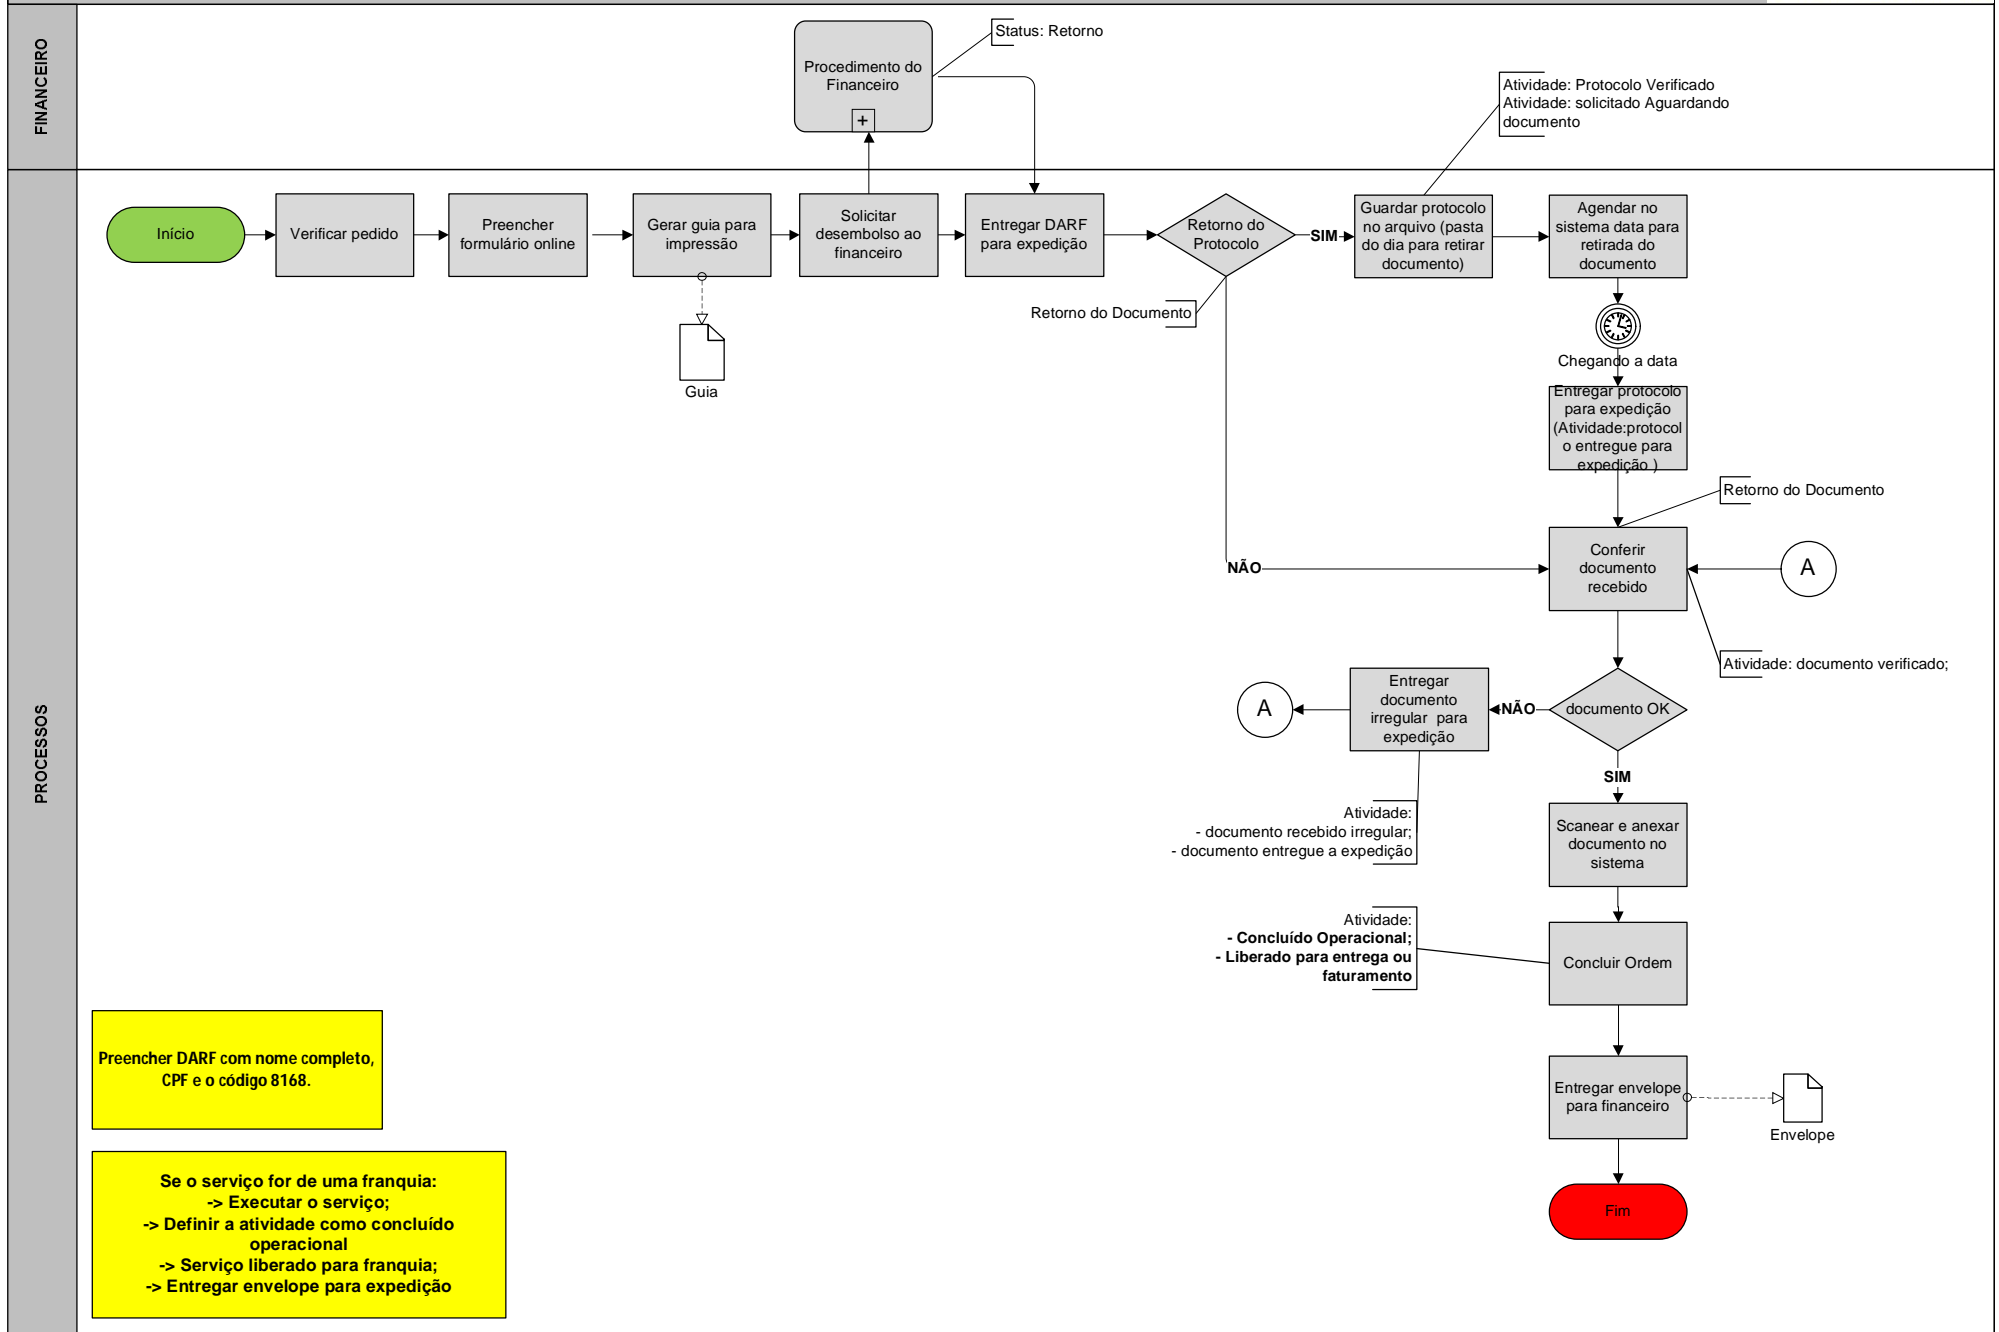 FINANCEIRO
Procedimento do
Financeiro
+
Status: Retorno
Atividade: Protocolo Verificado
Atividade: solicitado Aguardando
documento
PROCESSOS
Início
Verificar pedido
Preencher
formulário online
Gerar guia para
impressão
Guia
Solicitar
desembolso ao
financeiro
Entregar DARF
para expedição
Retorno do
Protocolo
SIM
Retorno do Documento
Guardar protocolo
no arquivo (pasta
do dia para retirar
documento)
Agendar no
sistema data para
retirada do
documento
Chegando a data
Entregar protocolo
para expedição
(Atividade:protocol
o entregue para
expedição )
Retorno do Documento
NÃO
Conferir
documento
recebido
A
Atividade: documento verificado;
documento OK
NÃO
Entregar
documento
irregular  para
expedição
A
Atividade:
- documento recebido irregular;
- documento entregue a expedição
SIM
Scanear e anexar
documento no
sistema
Atividade:
- Concluído Operacional;
- Liberado para entrega ou
faturamento
Concluir Ordem
Entregar envelope
para financeiro
Envelope
Fim
Preencher DARF com nome completo,
CPF e o código 8168.
Se o serviço for de uma franquia:
-> Executar o serviço;
-> Definir a atividade como concluído
operacional
-> Serviço liberado para franquia;
-> Entregar envelope para expedição